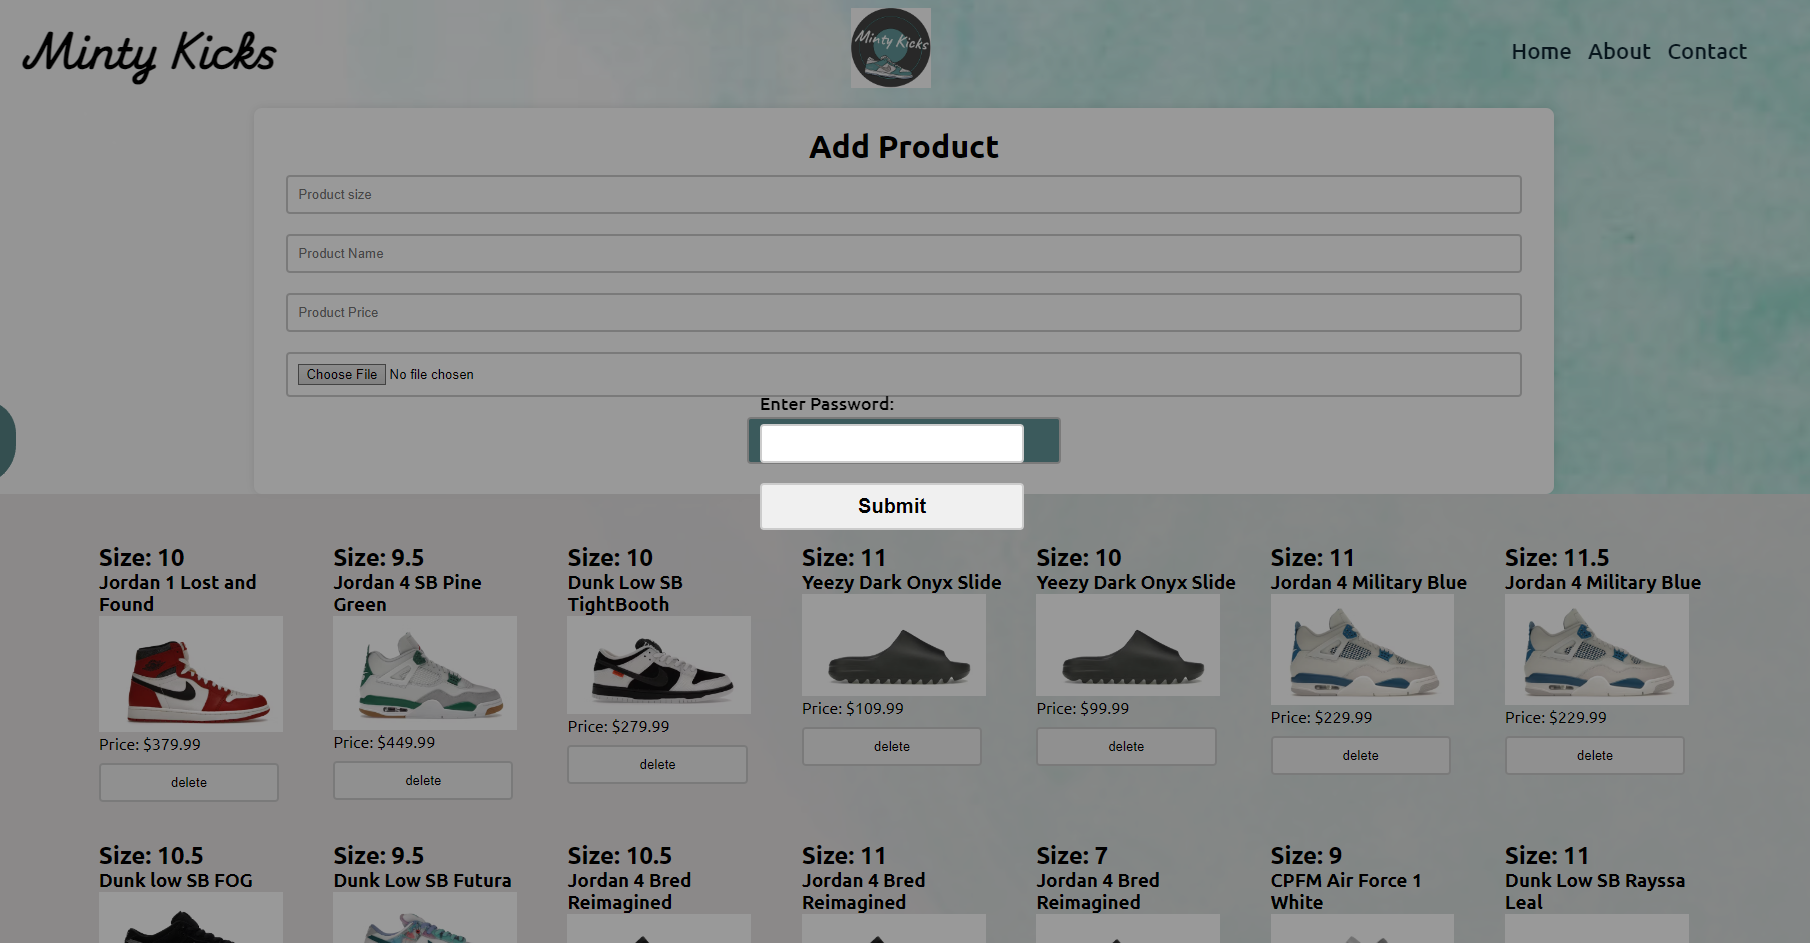 Minty Kicks
Minty Kicks
Home About Contact
Add Product
Product size
Product Name
Product Price
Choose File No file chosen
Enter Password:
Submit
Size: 10
Jordan 1 Lost and
Found
Price: $379.99
delete
Size: 9.5
Jordan 4 SB Pine
Green
Price: $449.99
delete
Size: 10
Dunk Low SB
TightBooth
Price: $279.99
delete
Size: 11
Yeezy Dark Onyx Slide
Price: $109.99
delete
Size: 10
Yeezy Dark Onyx Slide
Price: $99.99
delete
Size: 11
Jordan 4 Military Blue
Price: $229.99
delete
Size: 11.5
Jordan 4 Military Blue
Price: $229.99
delete
Size: 10.5
Dunk low SB FOG
Size: 9.5
Dunk Low SB Futura
Size: 10.5
Jordan 4 Bred
Reimagined
Size: 11
Jordan 4 Bred
Reimagined
Size: 7
Jordan 4 Bred
Reimagined
Size: 9
CPFM Air Force 1
White
Size: 11
Dunk Low SB Rayssa
Leal